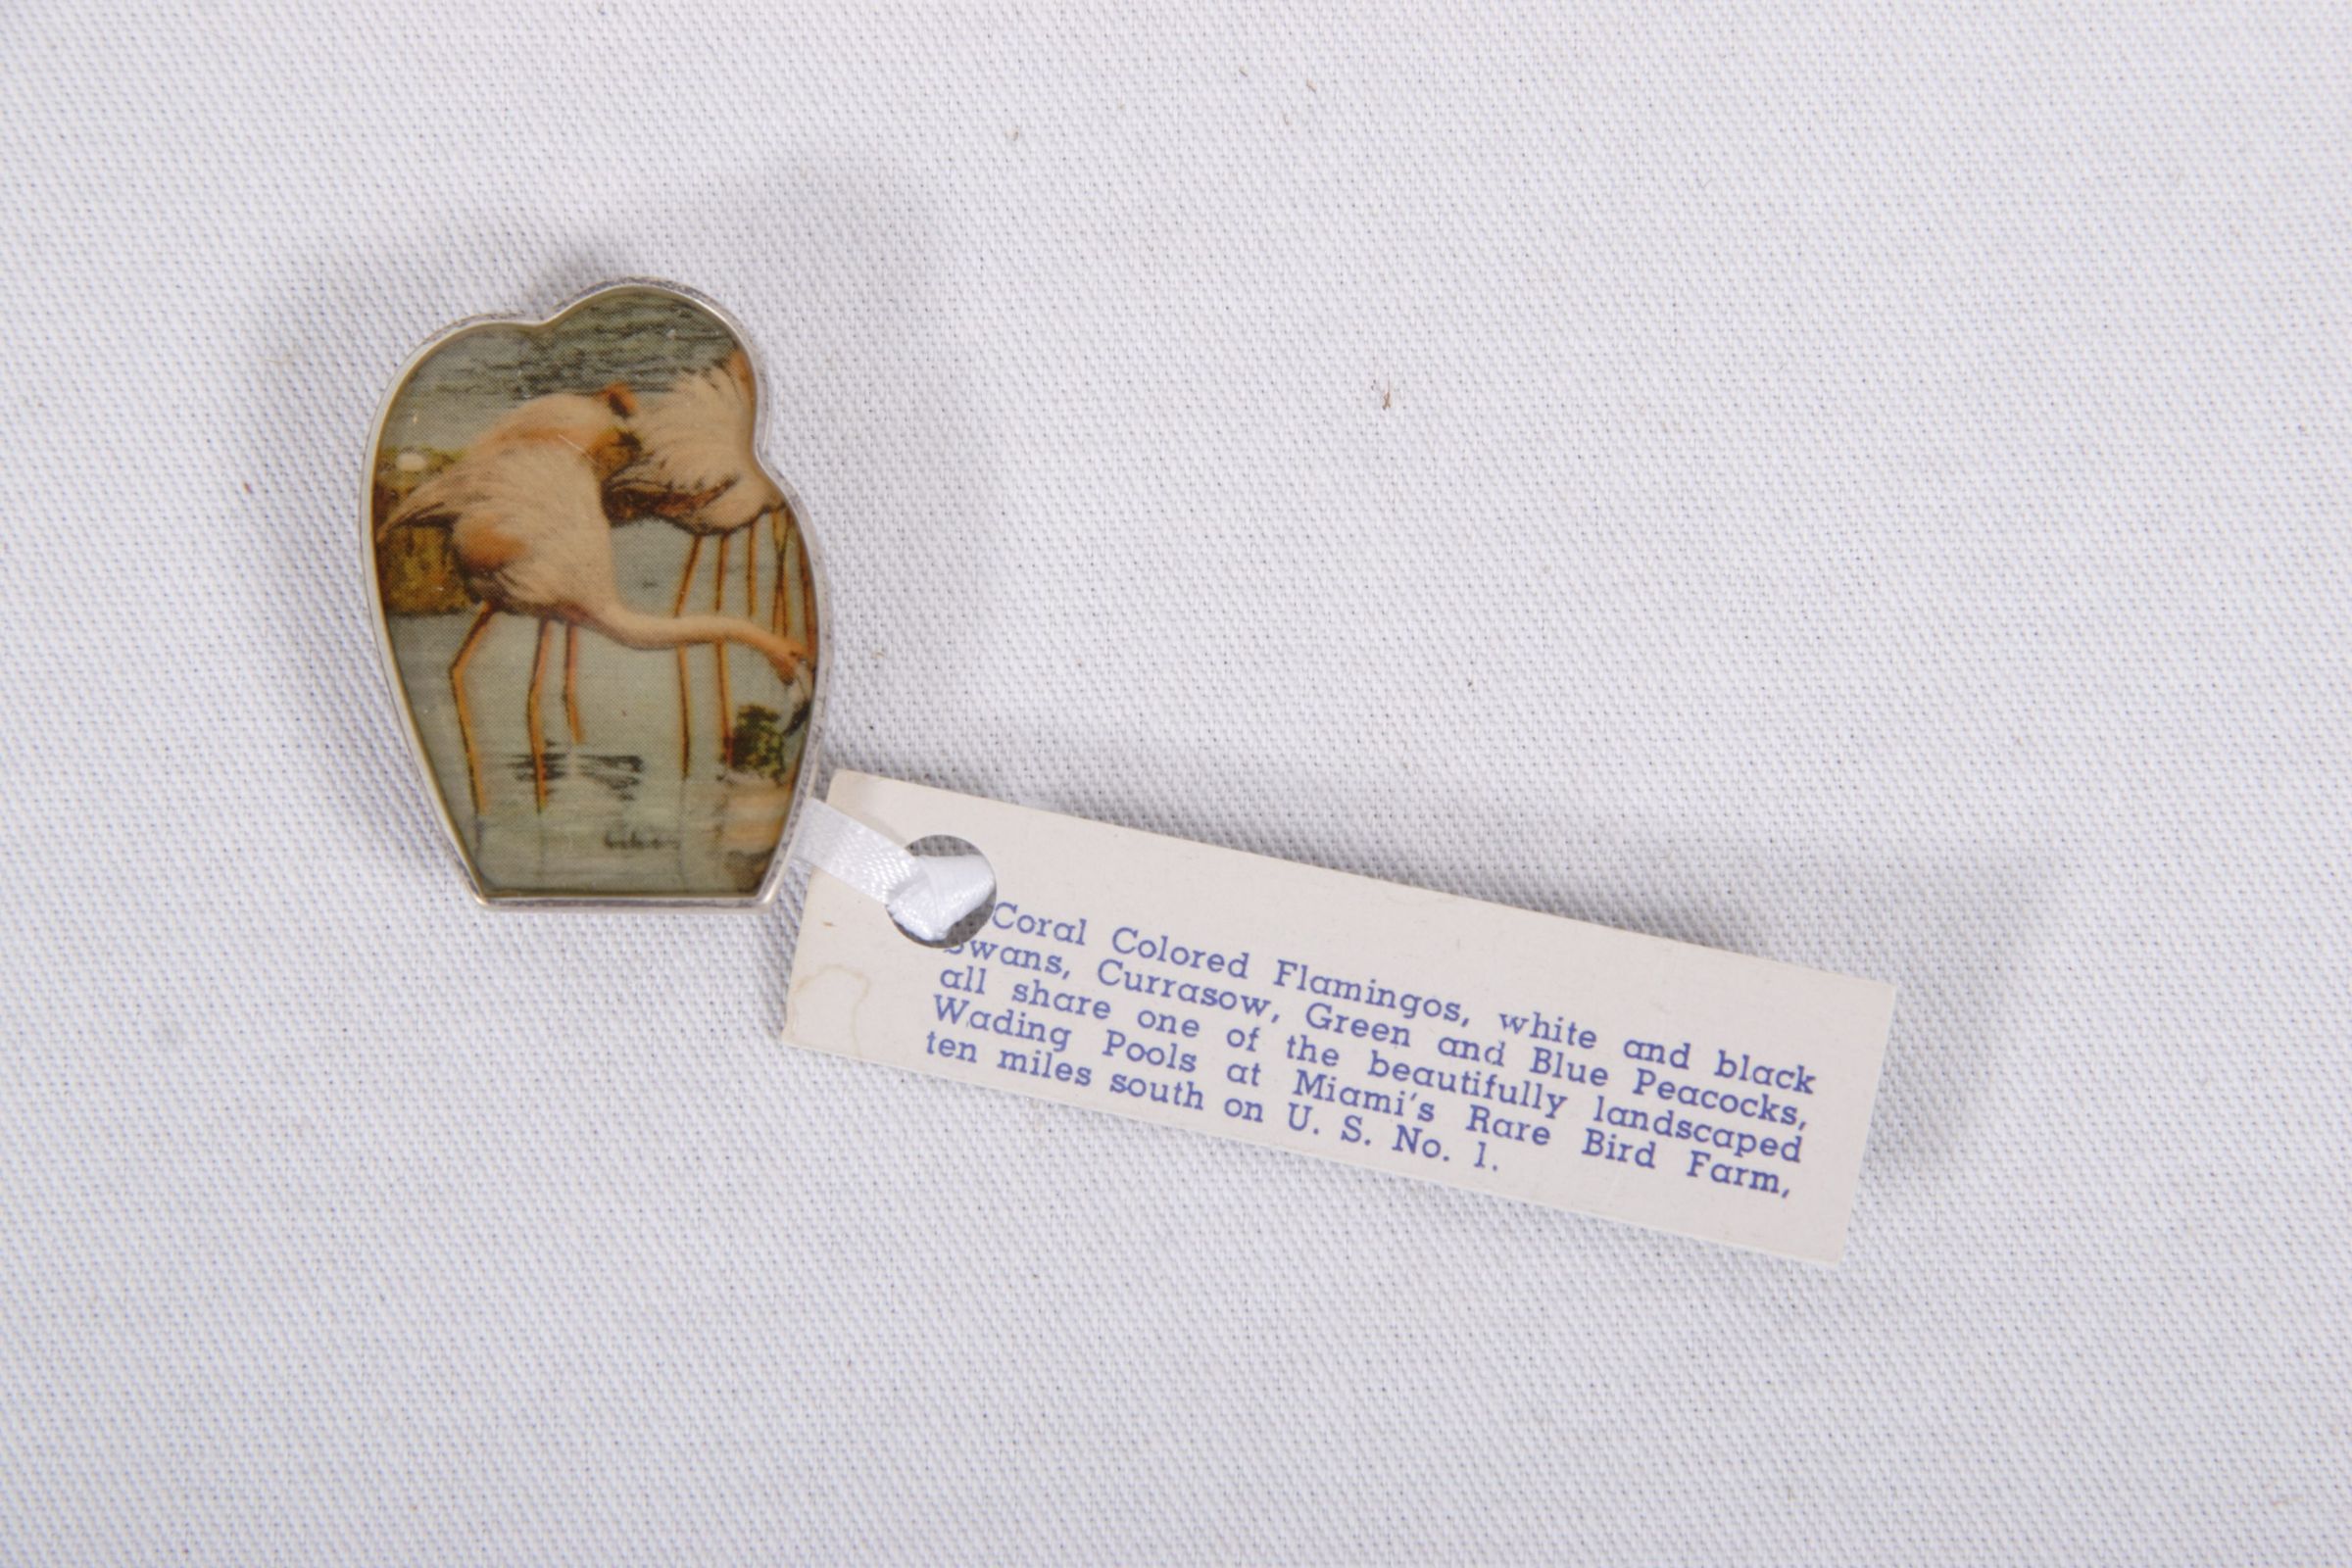 Coral Colored Flamingos, white and black
Swans, Currasow, Green and Blue Peacocks,
all share one of the beautifully landscaped
Wading Pools at Miami's Rare Bird Farm,
ten miles south on U. S. No. 1.